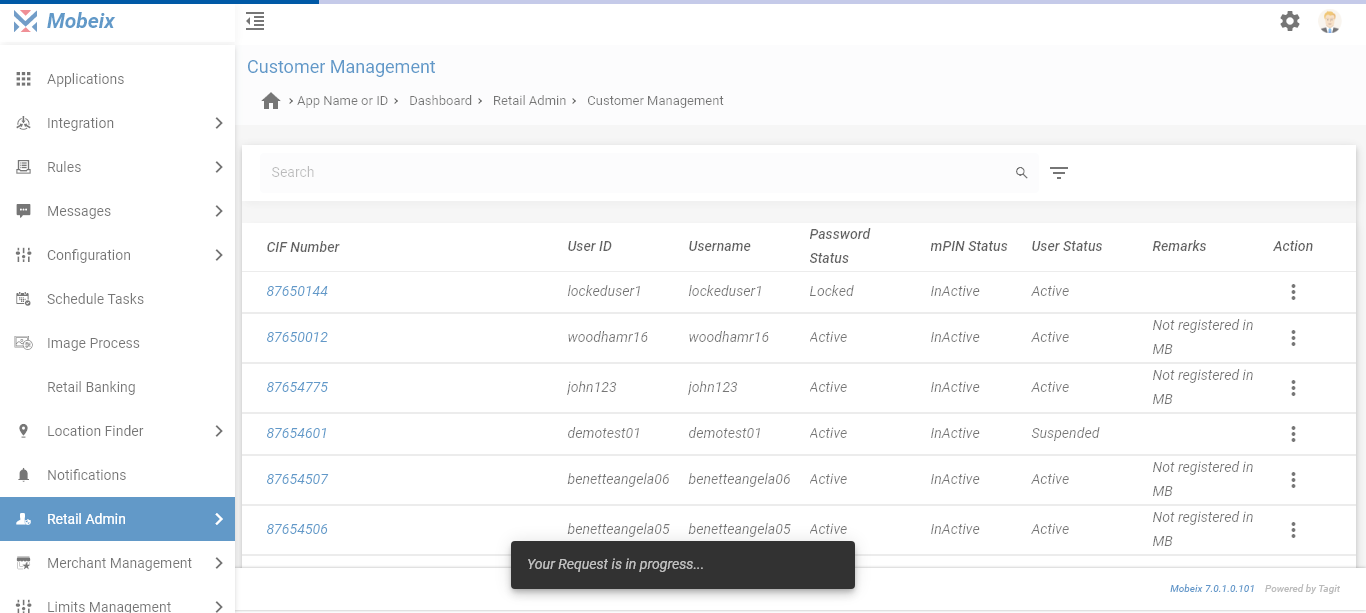 Mobeix
Customer Management
App Name or ID Dashboard Retail Admin Customer Management
Applications
Integration
Rules
Messages
Configuration
Schedule Tasks
Image Process
Retail Banking
Location Finder
Notifications
Retail Admin
Merchant Management
Limits Management
Search
CIF Number User ID Username Password Status mPIN Status User Status Remarks Action
87650144 lockeduser1 lockeduser1 Locked InActive Active
87650012 woodhamr16 woodhamr16 Active InActive Active Not registered in MB
87654775 john123 john123 Active InActive Active Not registered in MB
87654601 demotest01 demotest01 Active InActive Suspended
87654507 benetteangela06 benetteangela06 Active InActive Active Not registered in MB
87654506 benetteangela05 benetteangela05 Active InActive Active Not registered in MB
Your Request is in progress...
Mobeix 7.0.1.0.101 Powered by Tagit